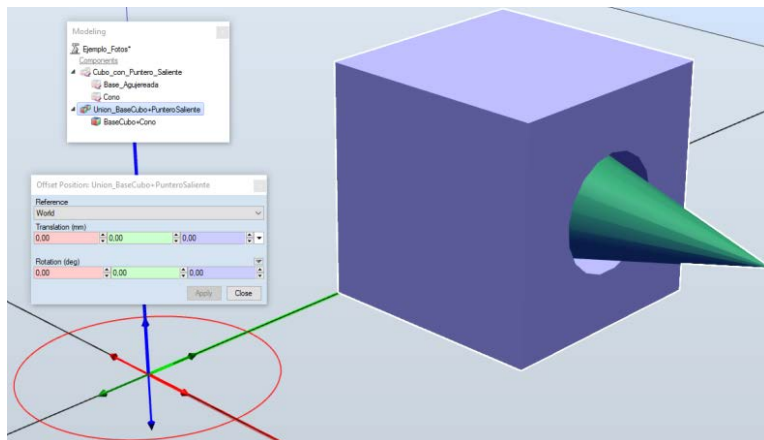 Modeling
Ejemplo_Fotos*
Components
Cubo_con_Puntero_Saliente
Base_Agujereada
Cono
Union_BaseCubo+PunteroSaliente
BaseCubo+Cono
Offset Position: Union_BaseCubo+PunteroSaliente
Reference
World
Translation (mm)
0.00 0.00 0.00
Rotation (deg)
0.00 0.00 0.00
Apply Close